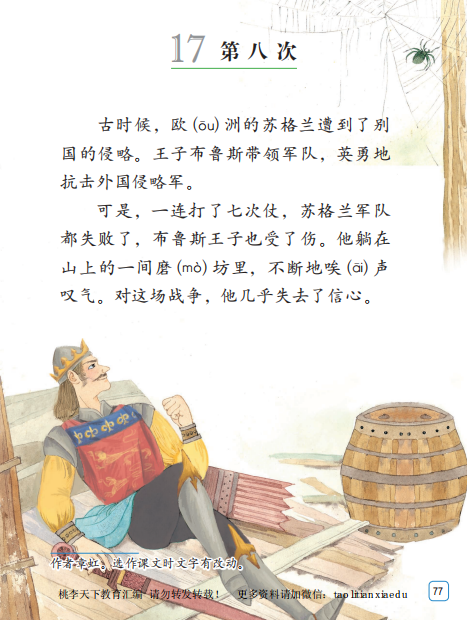 17 第八次
古时候，欧(ōu)洲的苏格兰遭到了别
国的侵略。王子布鲁斯带领军队，英勇地
抗击外国侵略军。
可是，一连打了七次仗，苏格兰军队
都失败了，布鲁斯王子也受了伤。他躺在
山上的一间磨(mò)坊里，不断地唉(āi)声
叹气。对这场战争，他几乎失去了信心。
作者章虹。选作课文时文字有改动。
桃李天下教育汇编 请勿转发转载！ 更多资料请加微信：taolitianxiaedu
77